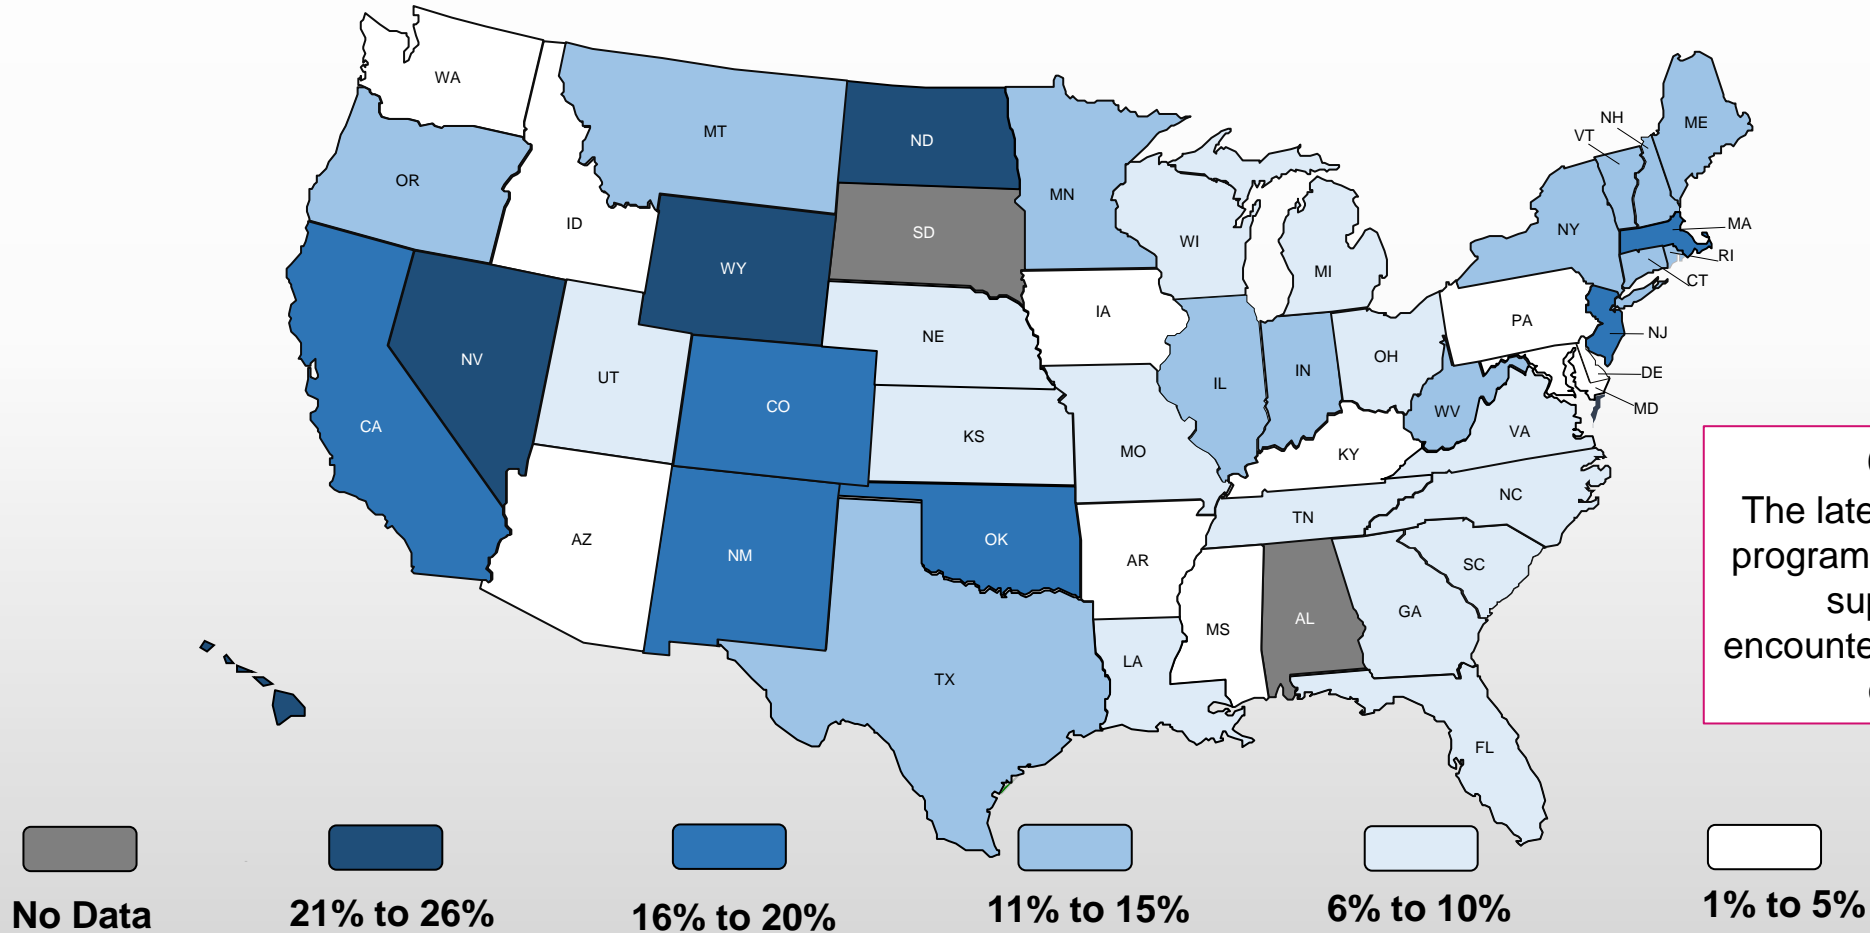 WA
MT
ND
MN
OR
ID
WY
SD
WI
MI
NH
VT
ME
NY
MA
RI
CT
NV
UT
CO
NE
IA
IL
IN
OH
PA
NJ
DE
MD
WV
VA
CA
KS
MO
KY
AZ
NM
OK
AR
TN
NC
SC
TX
LA
MS
AL
GA
FL
The late
program
sup
encounte
No Data
21% to 26%
16% to 20%
11% to 15%
6% to 10%
1% to 5%